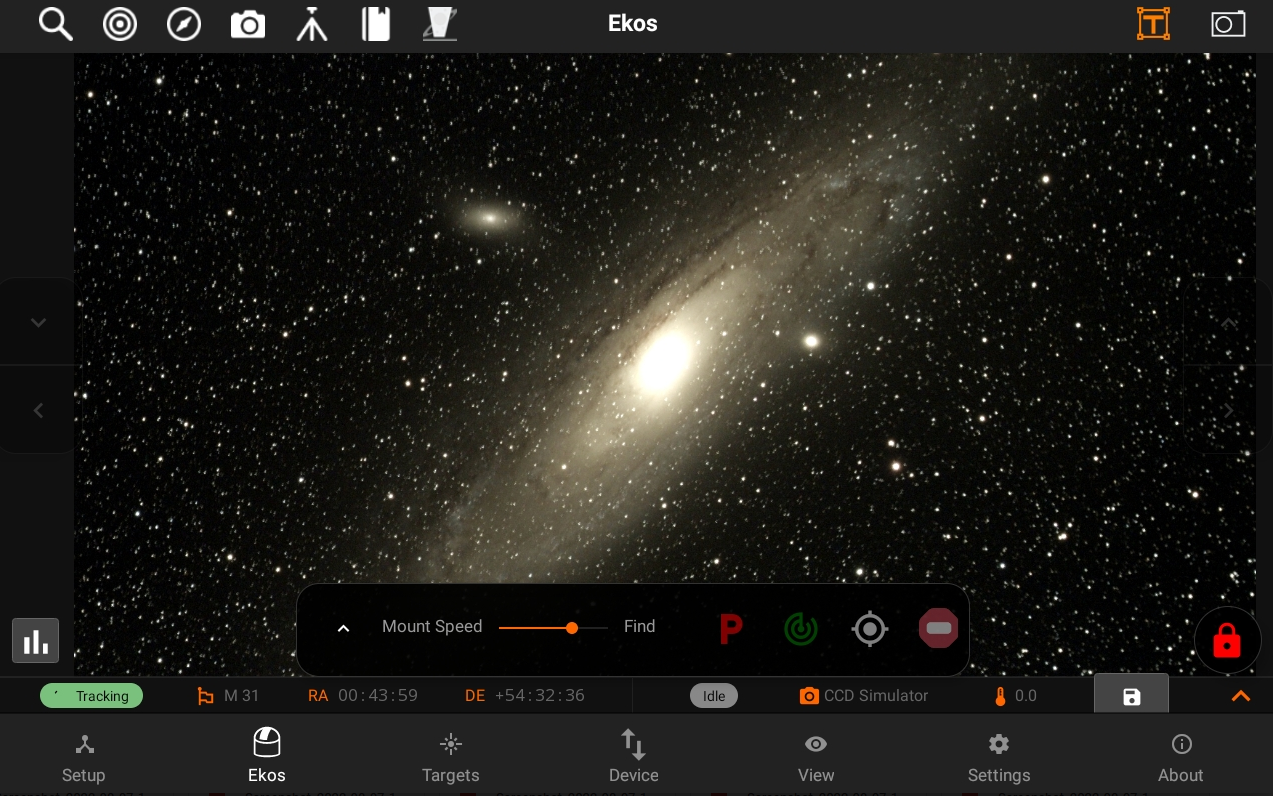 Ekos
T
Mount Speed
Find
P
Tracking
M 31
RA 00:43:59
DE +54:32:36
Idle
CCD Simulator
0.0
Setup
Ekos
Targets
Device
View
Settings
About